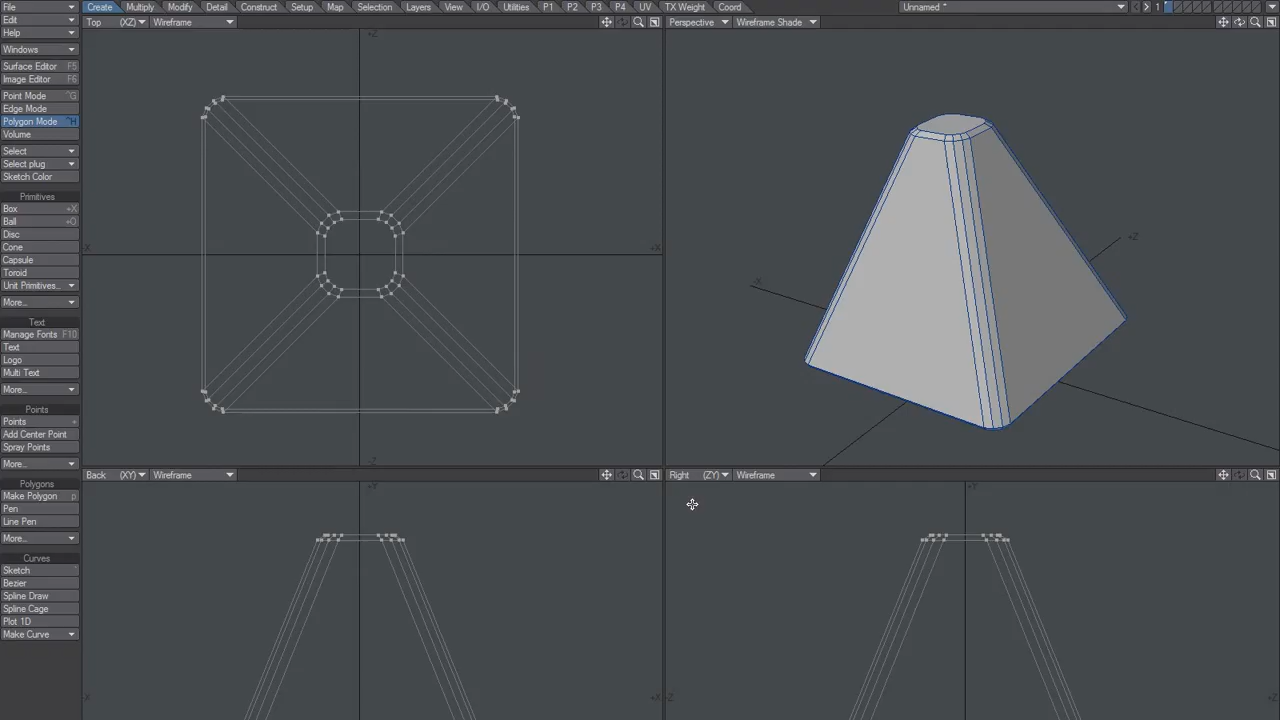 File Create Multiply Modify Detail Construct Setup Map Selection Layers View I/O Utilities P1 P2 P3 P4 UV TX Weight Coord Unnamed * 1
Edit
Help
Windows
Surface Editor F5
Image Editor F6
Point Mode ^G
Edge Mode
Polygon Mode ^H
Volume
Select
Select plug
Sketch Color
Primitives
Box +X
Ball +O
Disc
Cone
Capsule
Toroid
Unit Primitives...
More...
Text
Manage Fonts F10
Text
Logo
Multi Text
More...
Points
Points +
Add Center Point
Spray Points
More...
Polygons
Make Polygon p
Pen
Line Pen
More...
Curves
Sketch '
Bezier
Spline Draw
Spline Cage
Plot 1D
Make Curve
Top (XZ) Wireframe
+Z
-X
+X
-Z
Perspective Wireframe Shade
-X
+Z
Back (XY) Wireframe
+Y
-X
+X
Right (ZY) Wireframe
+Y
-Z
+Z